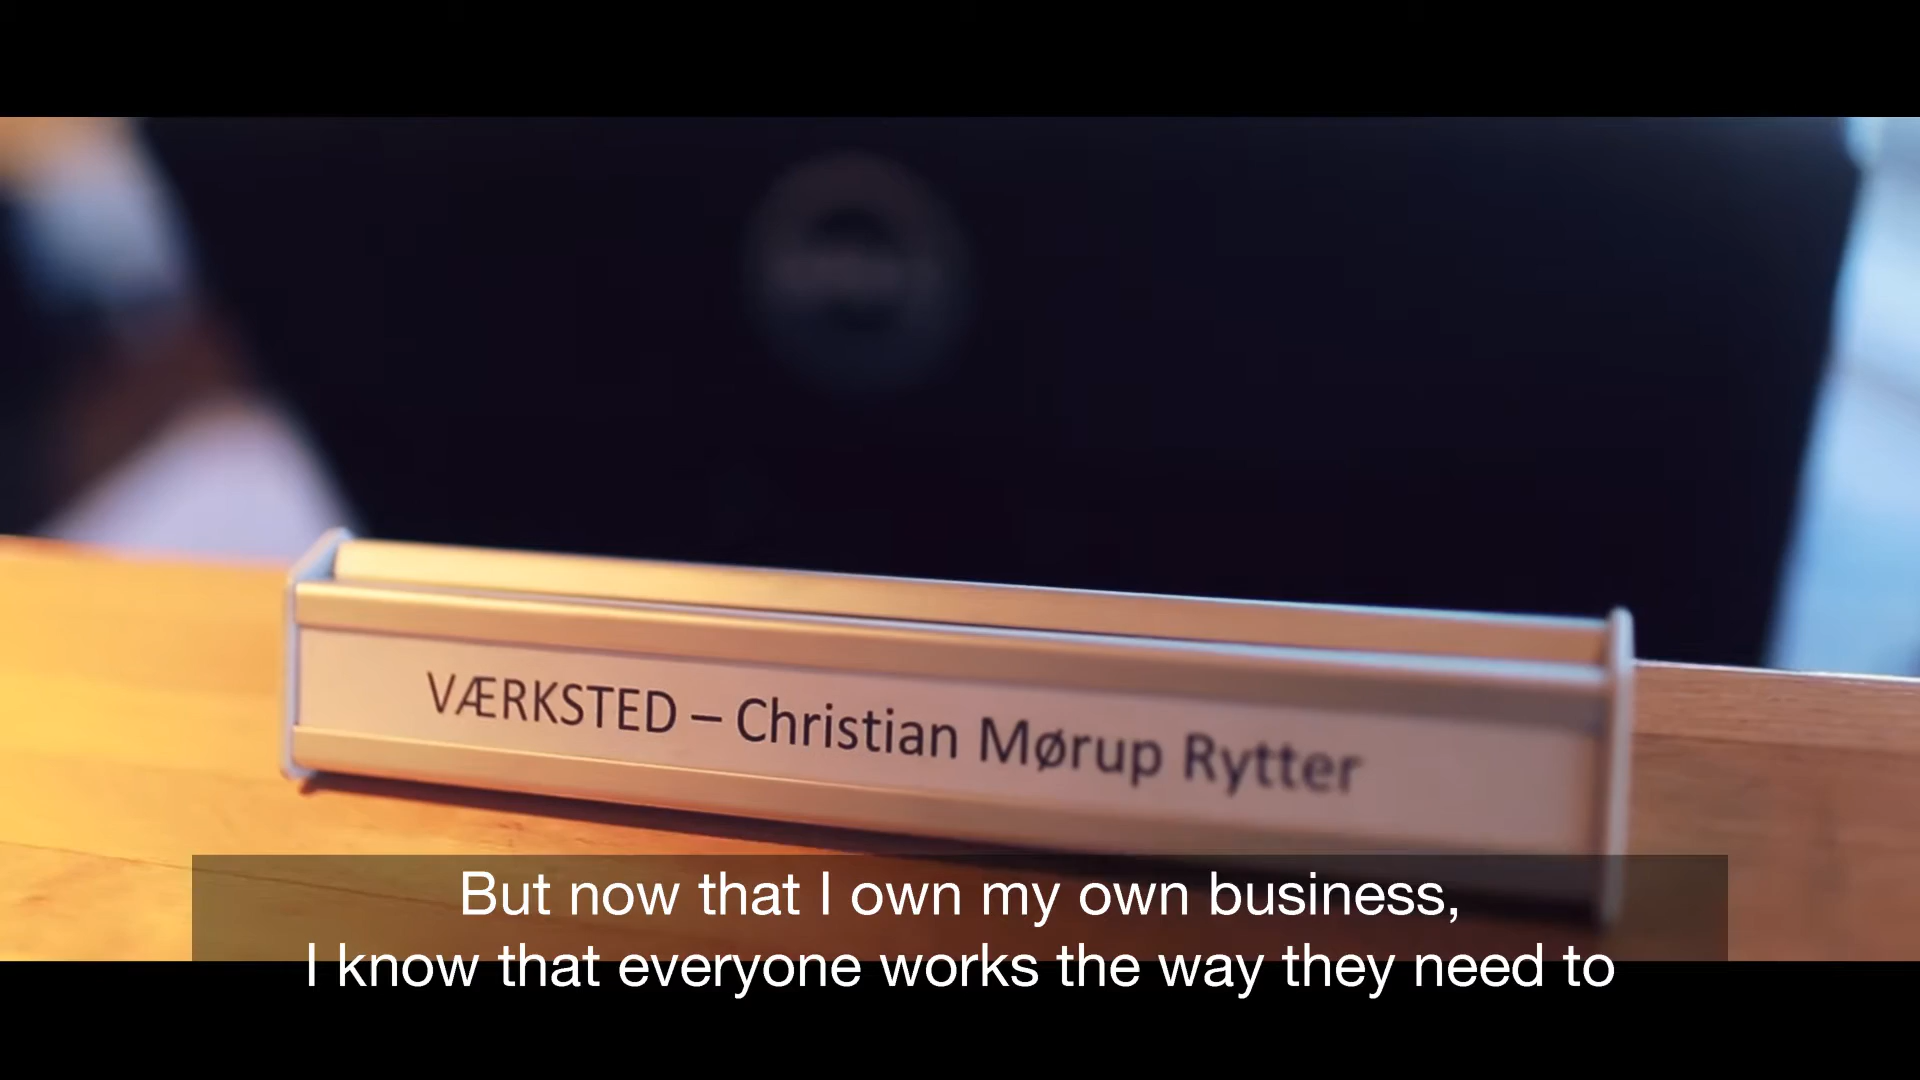 VÆRKSTED – Christian Mørup Rytter
But now that I own my own business,
I know that everyone works the way they need to